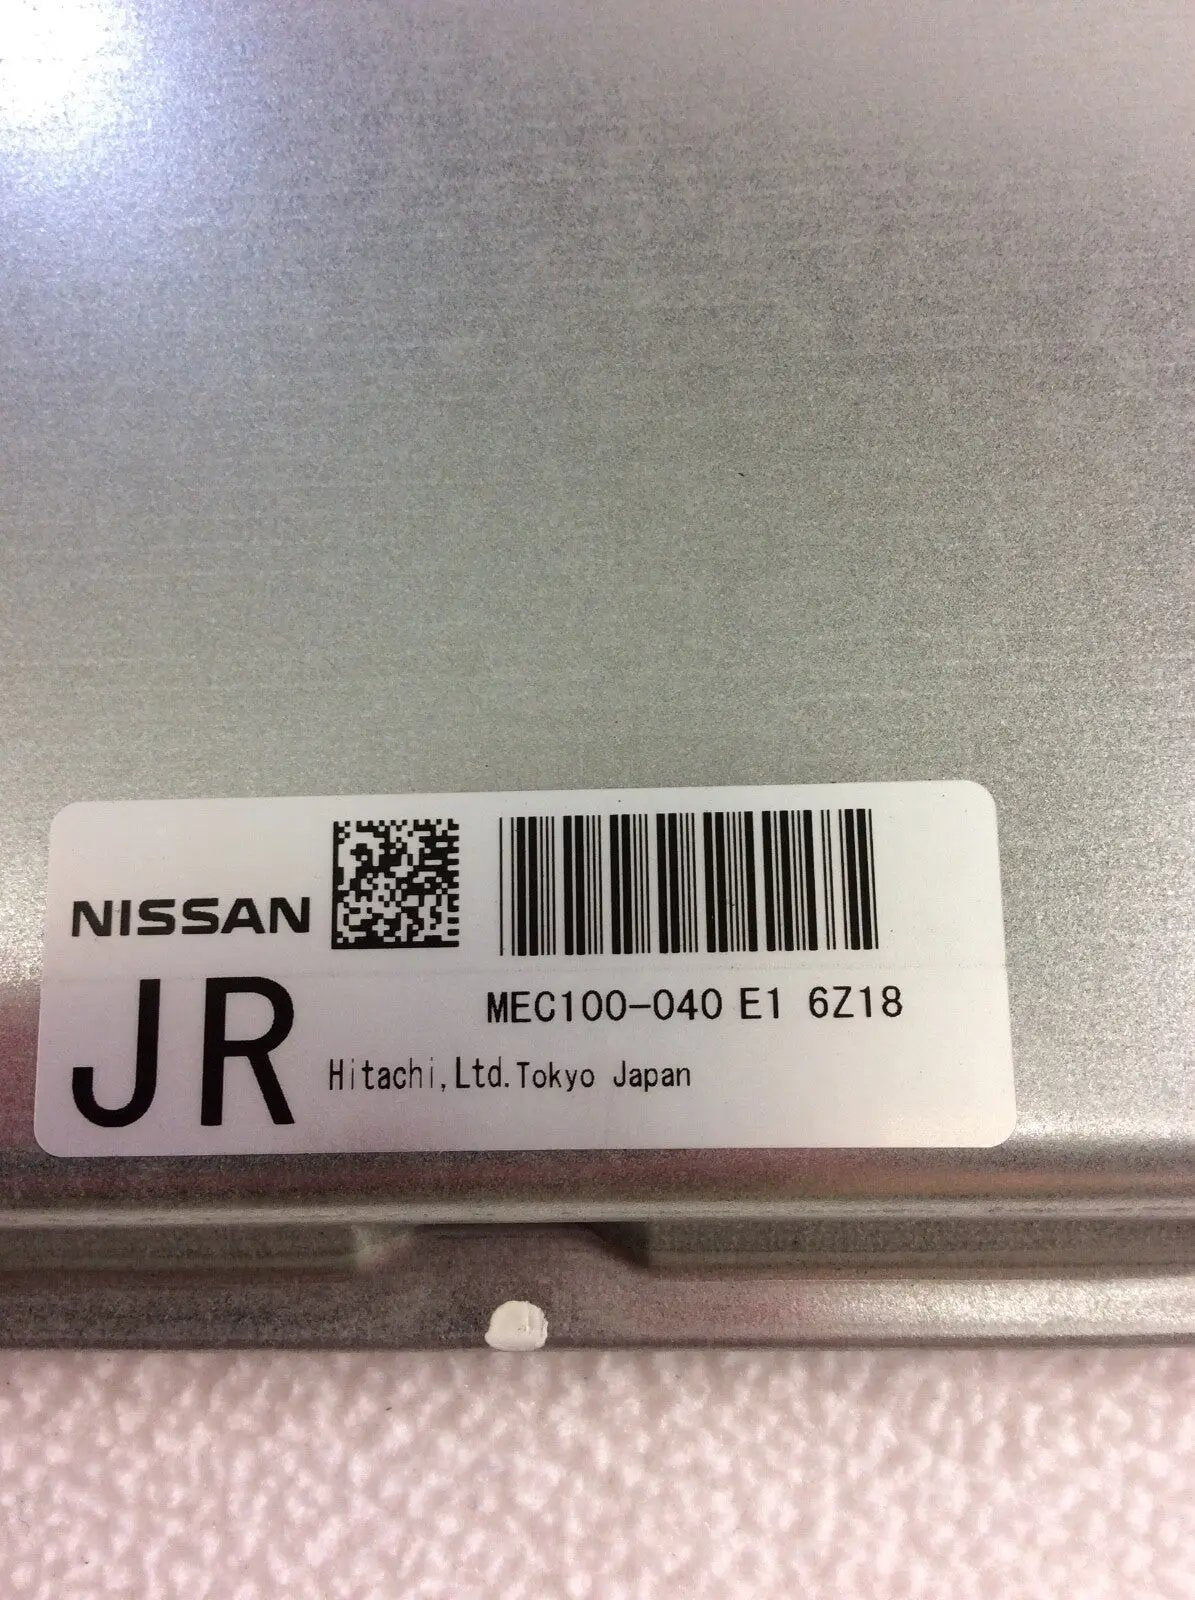 NISSAN
JR
MEC100-040 E1 6Z18
Hitachi,Ltd.Tokyo Japan